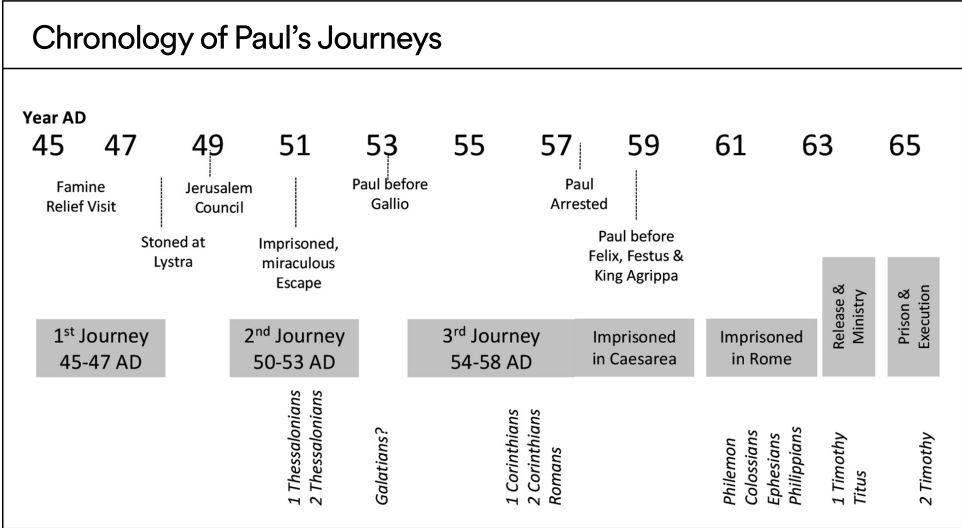 Chronology of Paul's Journeys
Year AD
45 47 49 51 53 55 57 59 61 63 65
Famine
Relief Visit
Stoned at
Lystra
Jerusalem
Council
Imprisoned,
miraculous
Escape
Paul before
Gallio
Paul
Arrested
Paul before
Felix, Festus &
King Agrippa
1st Journey
45-47 AD
2nd Journey
50-53 AD
3rd Journey
54-58 AD
Imprisoned
in Caesarea
Imprisoned
in Rome
Release &
Ministry
Prison &
Execution
1 Thessalonians
2 Thessalonians
Galatians?
1 Corinthians
2 Corinthians
Romans
Philemon
Colossians
Ephesians
Philippians
1 Timothy
Titus
2 Timothy